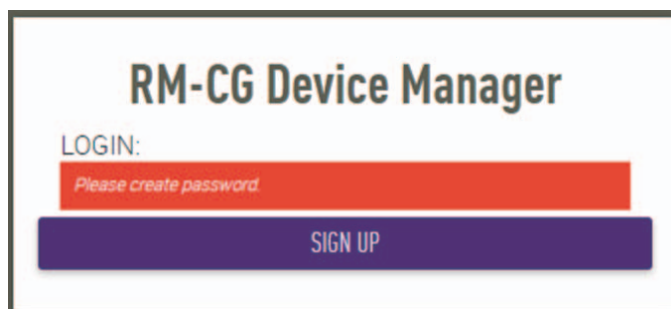 RM-CG Device Manager
LOGIN:
Please create password.
SIGN UP